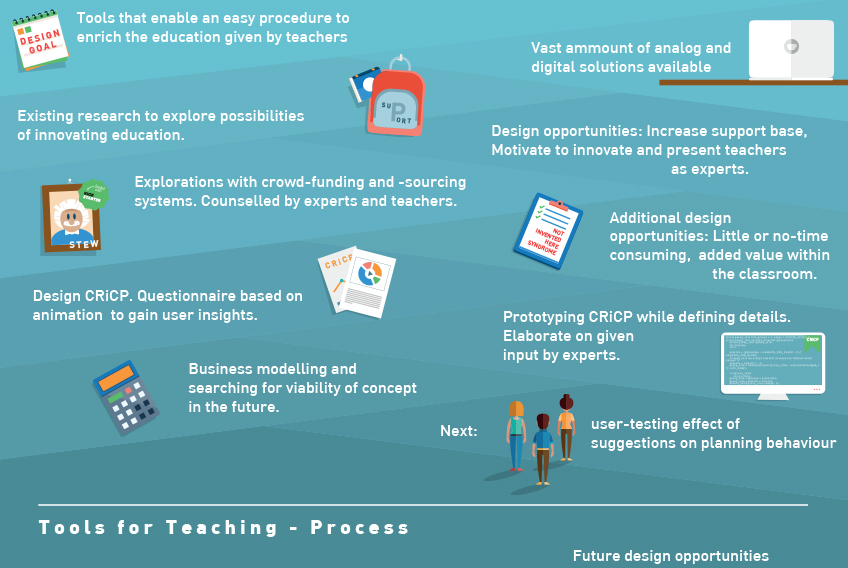 DESIGN
GOAL
Tools that enable an easy procedure to
enrich the education given by teachers
Vast ammount of analog and
digital solutions available
SU
P
ORT
Existing research to explore possibilities
of innovating education.
Design opportunities: Increase support base,
Motivate to innovate and present teachers
as experts.
Explorations with crowd-funding and -sourcing
systems. Counselled by experts and teachers.
STEW
NOT
INVENTED
HERE
SYNDROME
Additional design
opportunities: Little or no-time
consuming, added value within
the classroom.
CRiCP
Design CRiCP. Questionnaire based on
animation to gain user insights.
Prototyping CRiCP while defining details.
Elaborate on given
input by experts.
CRiCP
Business modelling and
searching for viability of concept
in the future.
Next:
user-testing effect of
suggestions on planning behaviour
Tools for Teaching - Process
Future design opportunities